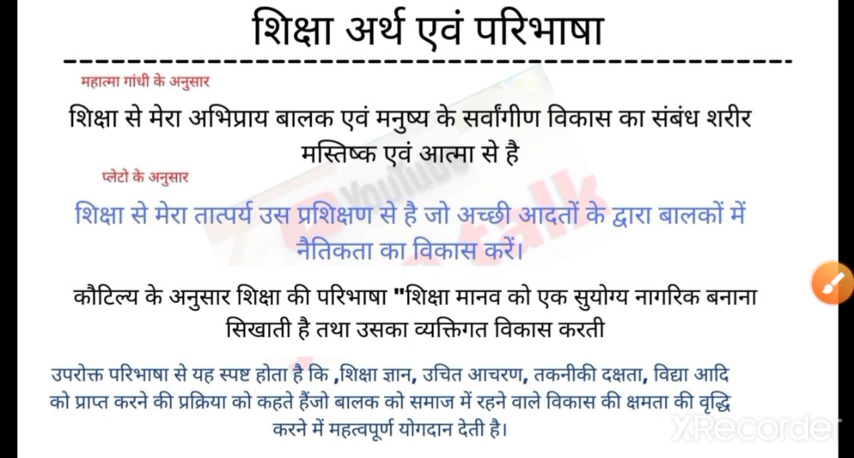 शिक्षा अर्थ एवं परिभाषा
महात्मा गांधी के अनुसार
शिक्षा से मेरा अभिप्राय बालक एवं मनुष्य के सर्वांगीण विकास का संबंध शरीर
मस्तिष्क एवं आत्मा से है
प्लेटो के अनुसार
शिक्षा से मेरा तात्पर्य उस प्रशिक्षण से है जो अच्छी आदतों के द्वारा बालकों में
नैतिकता का विकास करें।
कौटिल्य के अनुसार शिक्षा की परिभाषा "शिक्षा मानव को एक सुयोग्य नागरिक बनाना
सिखाती है तथा उसका व्यक्तिगत विकास करती
उपरोक्त परिभाषा से यह स्पष्ट होता है कि ,शिक्षा ज्ञान, उचित आचरण, तकनीकी दक्षता, विद्या आदि
को प्राप्त करने की प्रक्रिया को कहते हैंजो बालक को समाज में रहने वाले विकास की क्षमता की वृद्धि
करने में महत्वपूर्ण योगदान देती है।
XRecorder
YouTube
talk